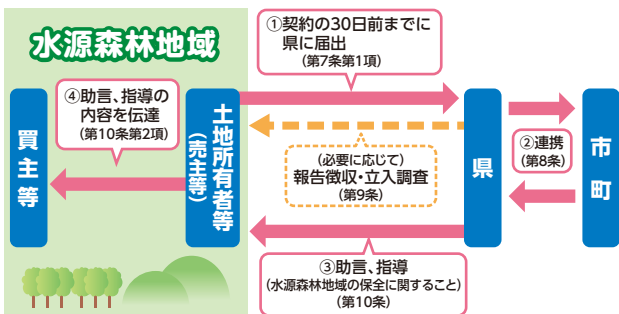 水源森林地域
①契約の30日前までに
県に届出
(第7条第1項)
④助言、指導の
内容を伝達
(第10条第2項)
買主等
土地所有者等
(売主等)
(必要に応じて)
報告徴収・立入調査
(第9条)
県
②連携
(第8条)
市町
③助言、指導
(水源森林地域の保全に関すること)
(第10条)